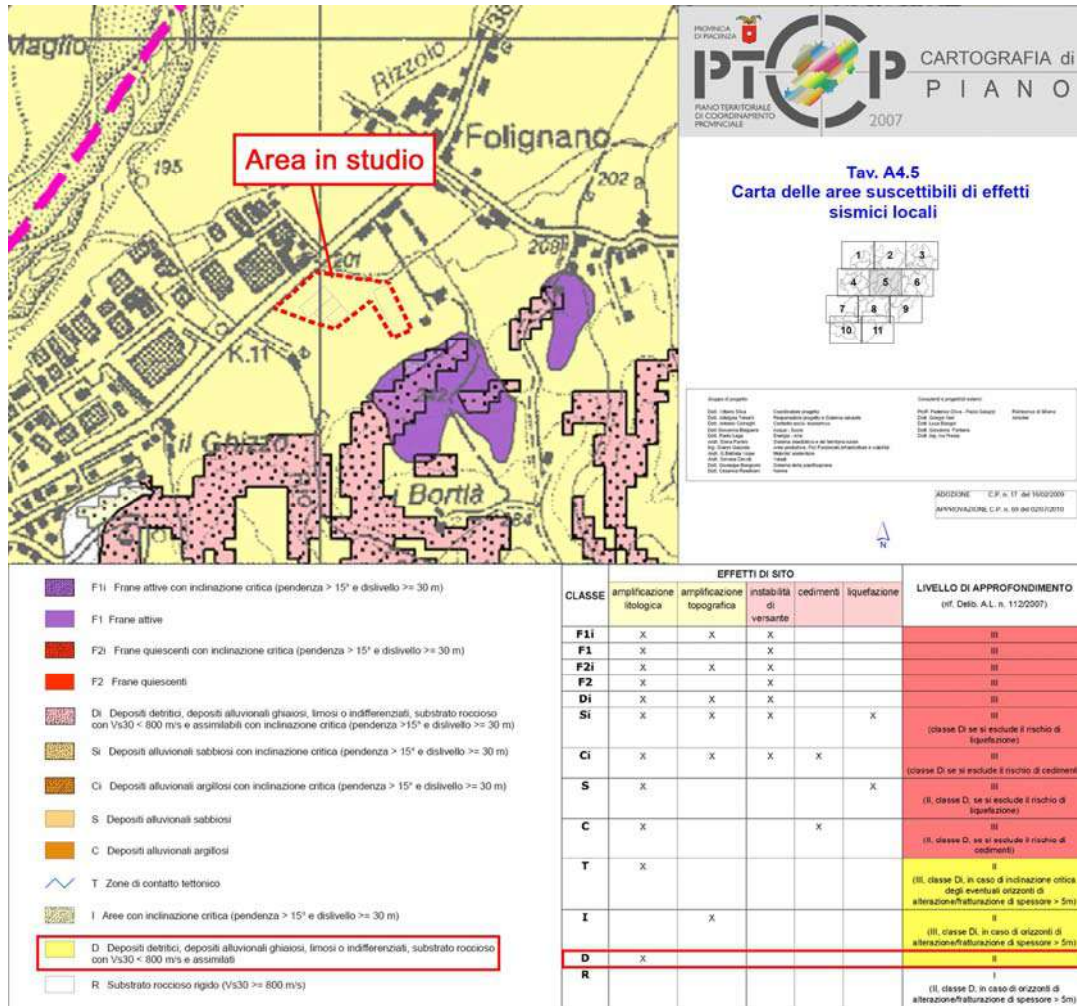 Maglio
Rizzolo
Folignano
Area in studio
195
202
201
208
K.11
il Ghizzo
Bortla
PROVINCIA
DI PIACENZA
PTCP
PIANO TERRITORIALE
DI COORDINAMENTO
PROVINCIALE
2007
CARTOGRAFIA di
PIANO
Tav. A4.5
Carta delle aree suscettibili di effetti
sismici locali
1 2 3
4 5 6
7 8 9
10 11
ADOZIONE C.P. n. 17 del 16/02/2009
APPROVAZIONE C.P. n. 69 del 02/07/2010
N
F1i Frane attive con inclinazione critica (pendenza > 15° e dislivello >= 30 m)
F1 Frane attive
F2i Frane quiescenti con inclinazione critica (pendenza > 15° e dislivello >= 30 m)
F2 Frane quiescenti
Di Depositi detritici, depositi alluvionali ghiaiosi, limosi o indifferenziati, substrato roccioso
con Vs30 < 800 m/s e assimilabili con inclinazione critica (pendenza >15° e dislivello >= 30 m)
Si Depositi alluvionali sabbiosi con inclinazione critica (pendenza > 15° e dislivello >= 30 m)
Ci Depositi alluvionali argillosi con inclinazione critica (pendenza > 15° e dislivello >= 30 m)
S Depositi alluvionali sabbiosi
C Depositi alluvionali argillosi
T Zone di contatto tettonico
I Aree con inclinazione critica (pendenza > 15° e dislivello >= 30 m)
D Depositi detritici, depositi alluvionali ghiaiosi, limosi o indifferenziati, substrato roccioso
con Vs30 < 800 m/s e assimilati
R Substrato roccioso rigido (Vs30 >= 800 m/s)
CLASSE
EFFETTI DI SITO
amplificazione
litologica
amplificazione
topografica
instabilità
di
versante
cedimenti
liquefazione
LIVELLO DI APPROFONDIMENTO
(rif. Delib. A.L. n. 112/2007)
F1i X X X III
F1 X X III
F2i X X X III
F2 X X III
Di X X X III
Si X X X X III
(classe Di se si esclude il rischio di
liquefazione)
Ci X X X X III
(classe Di se si esclude il rischio di cedimenti)
S X X III
(II, classe D, se si esclude il rischio di
liquefazione)
C X X III
(II, classe D, se si esclude il rischio di
cedimenti)
T X II
(III, classe Di, in caso di inclinazione critica
degli eventuali orizzonti di
alterazione/fratturazione di spessore > 5m)
I X II
(III, classe Di, in caso di orizzonti di
alterazione/fratturazione di spessore > 5m)
D X II
R I
(II, classe D, in caso di orizzonti di
alterazione/fratturazione di spessore > 5m)